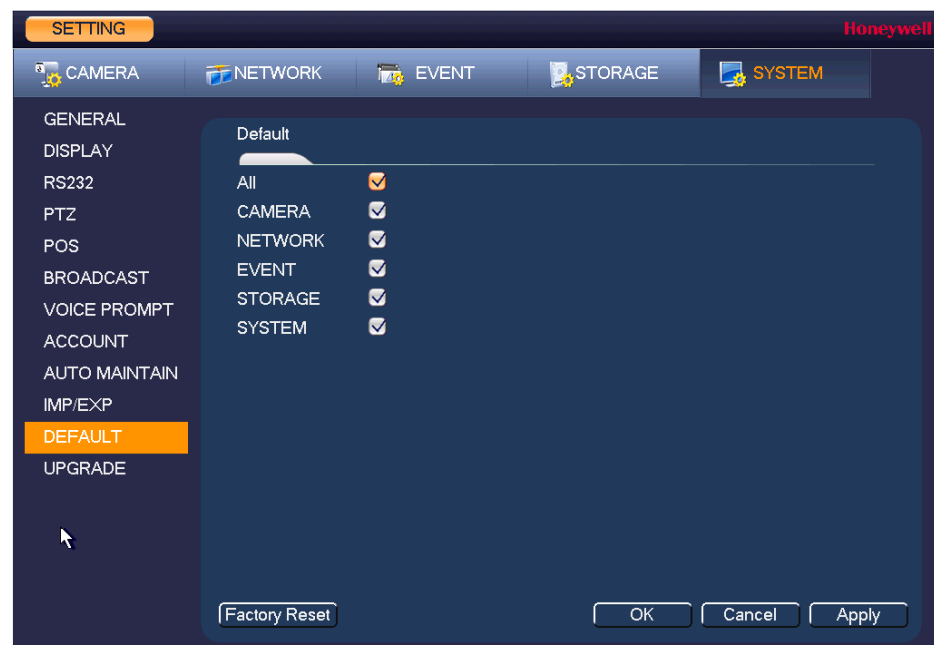 SETTING
Honeywell
CAMERA NETWORK EVENT STORAGE SYSTEM
GENERAL
DISPLAY
RS232
PTZ
POS
BROADCAST
VOICE PROMPT
ACCOUNT
AUTO MAINTAIN
IMP/EXP
DEFAULT
UPGRADE
Default
All
CAMERA
NETWORK
EVENT
STORAGE
SYSTEM
Factory Reset OK Cancel Apply